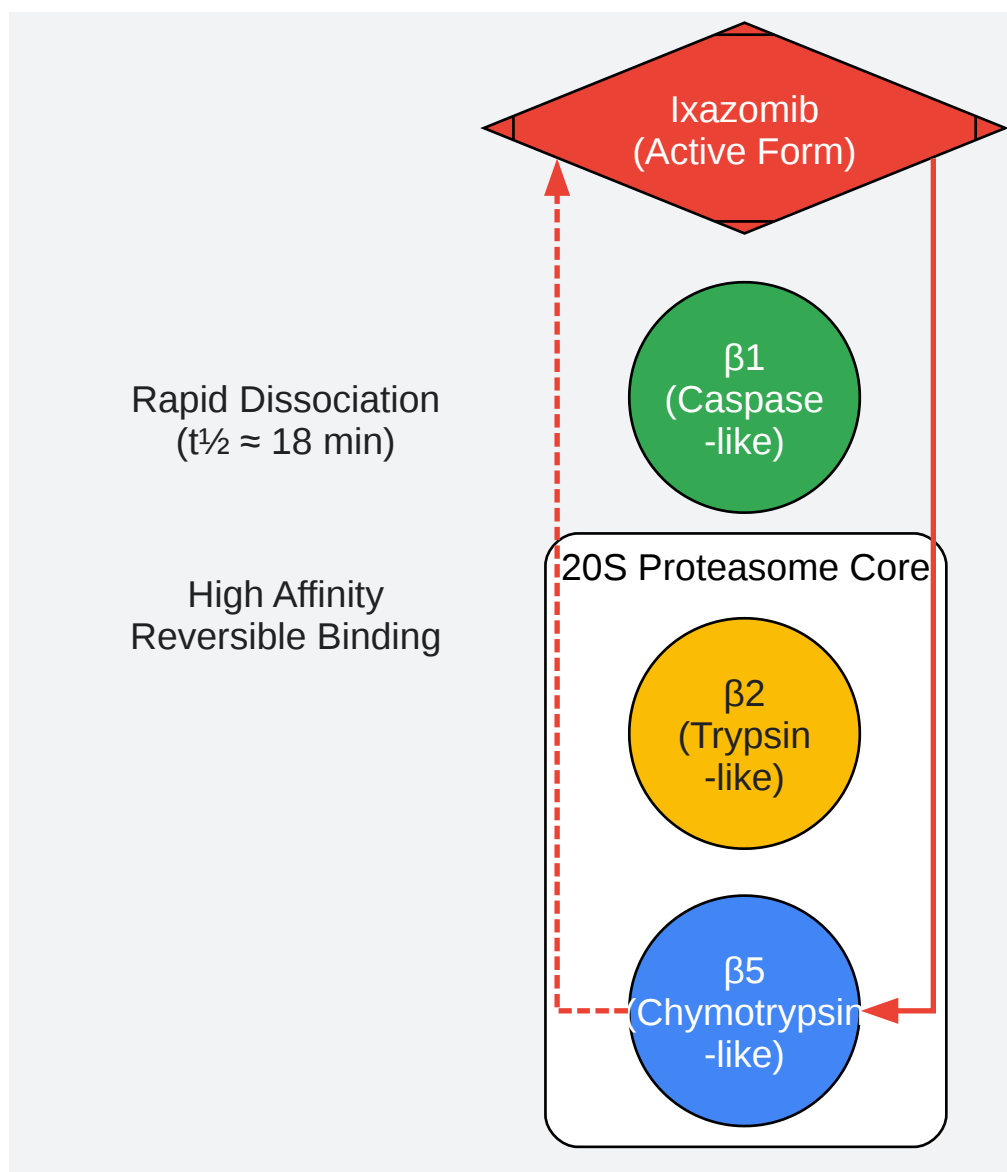 Ixazomib
(Active Form)
β1
(Caspase
-like)
Rapid Dissociation
(t½ ≈ 18 min)
20S Proteasome Core
High Affinity
Reversible Binding
β2
(Trypsin
-like)
β5
(Chymotrypsin
-like)